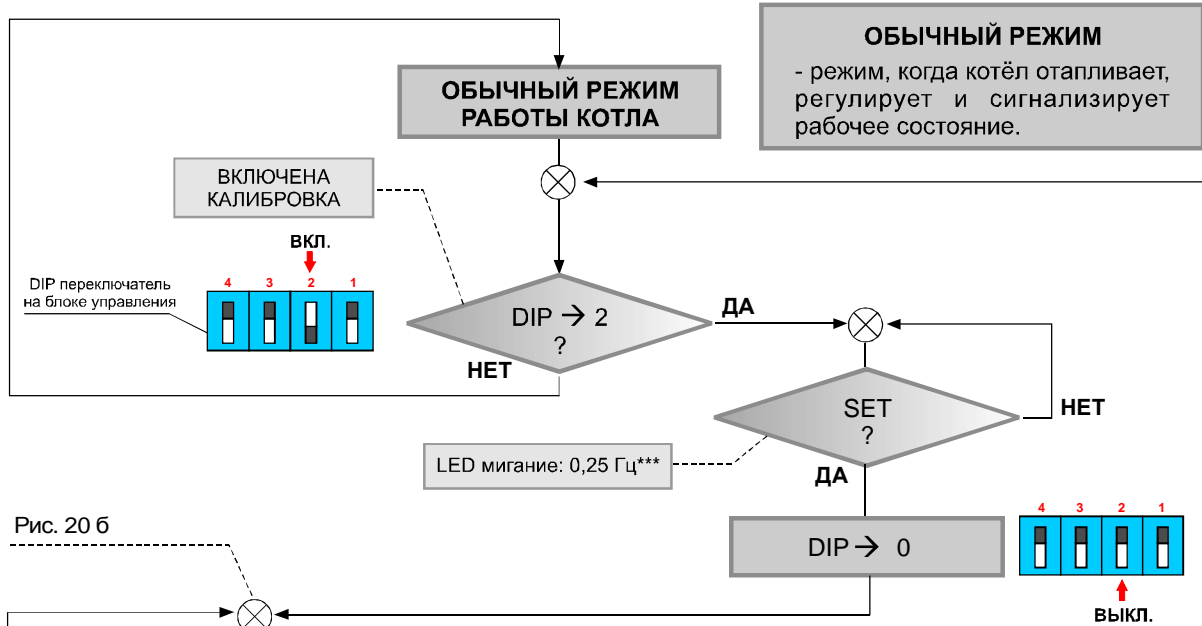 ОБЫЧНЫЙ РЕЖИМ
РАБОТЫ КОТЛА
ОБЫЧНЫЙ РЕЖИМ
- режим, когда котёл отапливает,
регулирует и сигнализирует
рабочее состояние.
ВКЛЮЧЕНА
КАЛИБРОВКА
ВКЛ.
DIP переключатель
на блоке управления
4 3 2 1
DIP → 2
?
ДА
НЕТ
SET
?
НЕТ
LED мигание: 0,25 Гц***
ДА
Рис. 20 б
DIP → 0
4 3 2 1
ВЫКЛ.